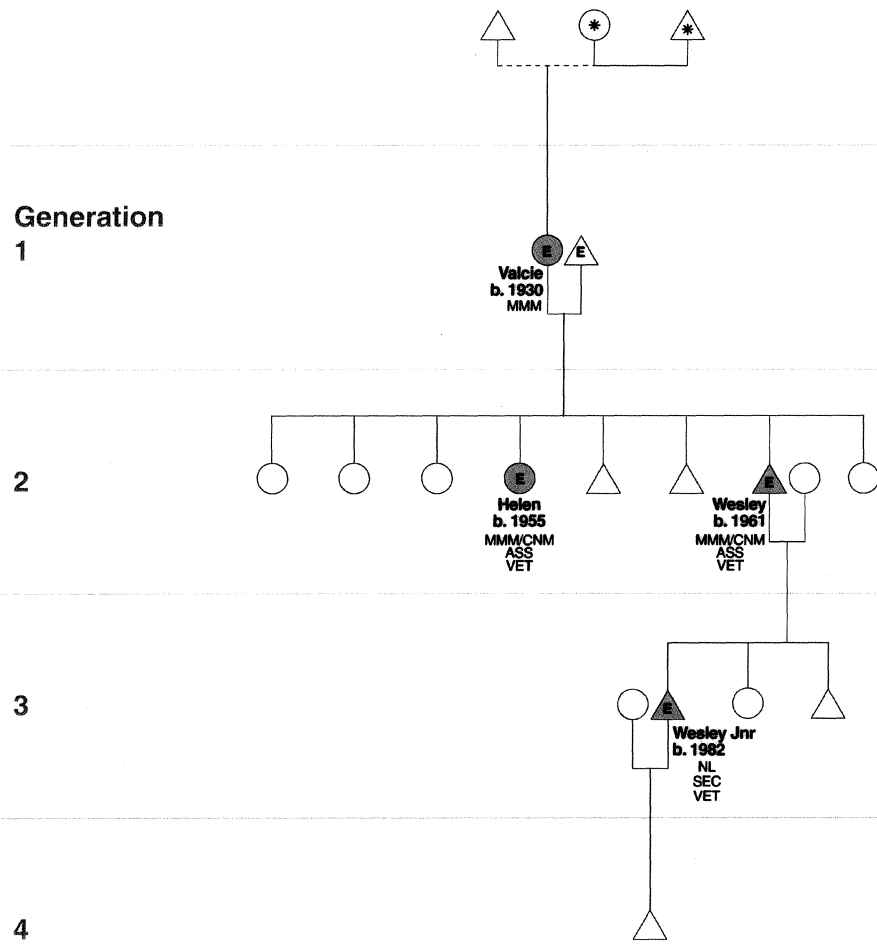 * *
Generation
1
E E
Valcie
b. 1930
MMM
2
E
Helen
b. 1955
MMM/CNM
ASS
VET
E
Wesley
b. 1961
MMM/CNM
ASS
VET
3
E
Wesley Jnr
b. 1982
NL
SEC
VET
4